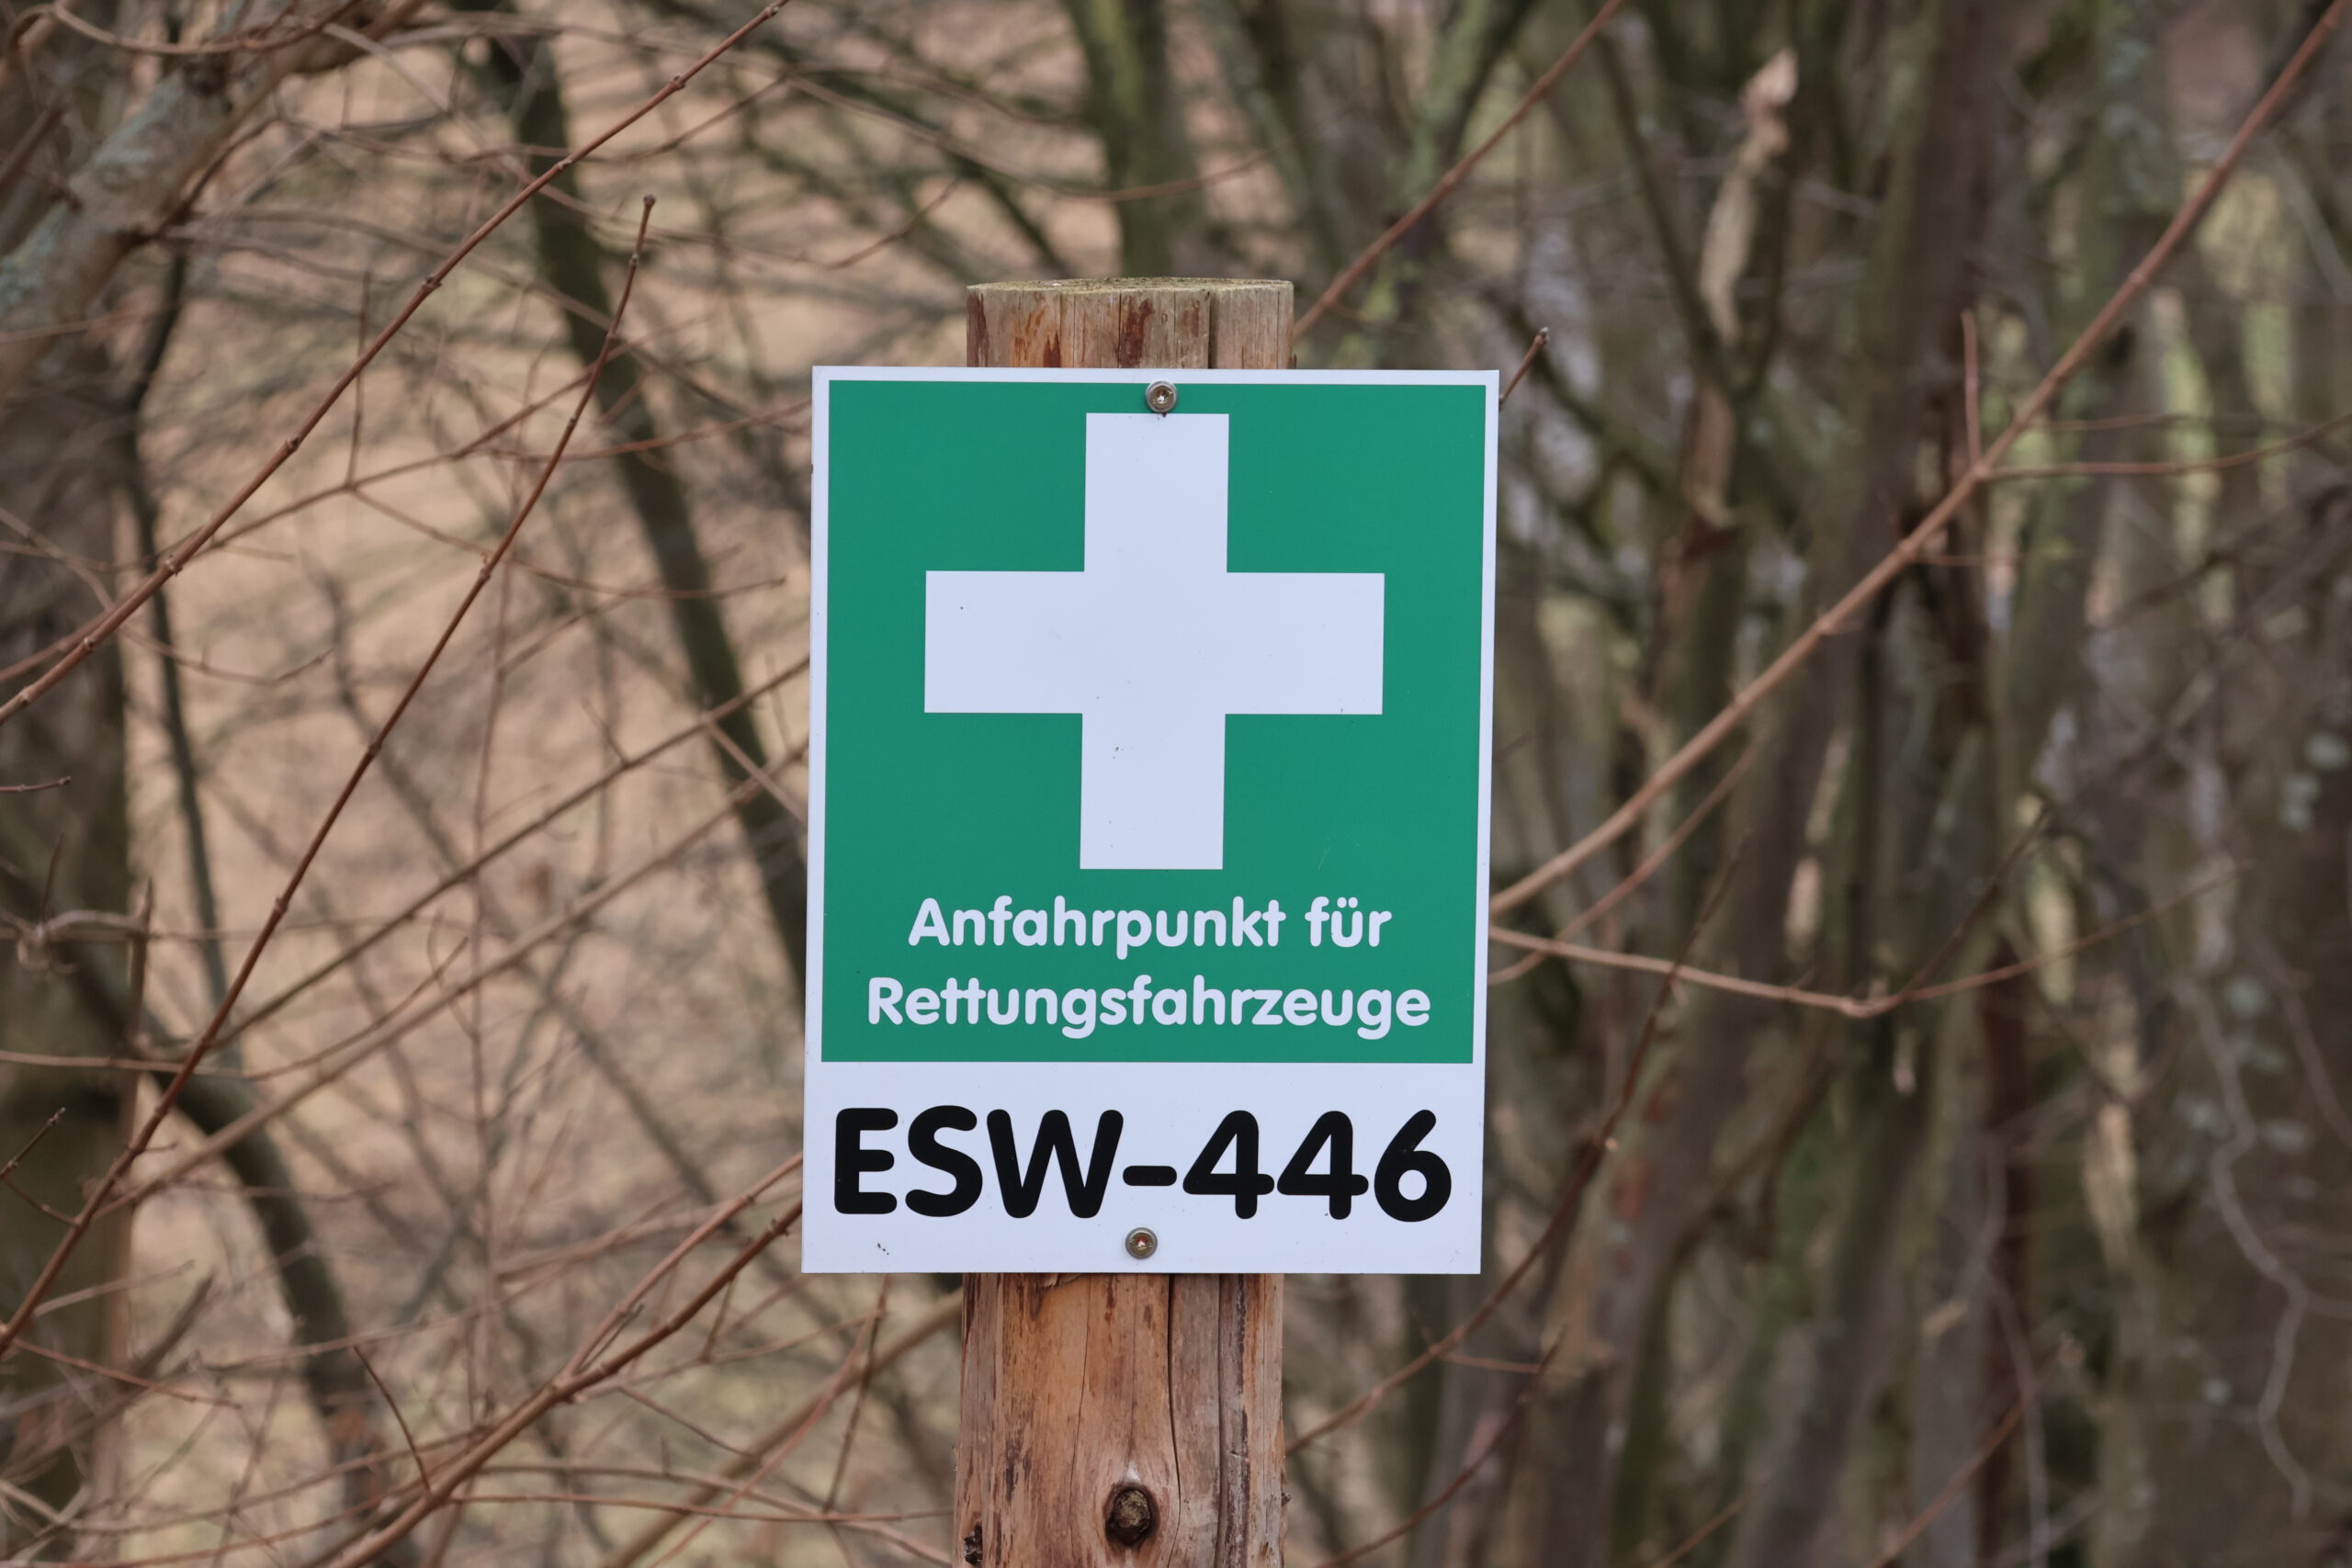 Anfahrpunkt für
Rettungsfahrzeuge
ESW-446